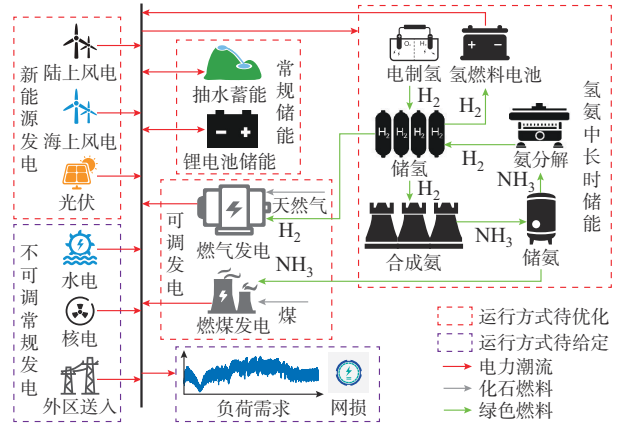 新能源发电
陆上风电
海上风电
光伏
不可调常规发电
水电
核电
外区送入
抽水蓄能
锂电池储能
常规储能
可调发电
天然气
燃气发电
H2
NH3
燃煤发电
煤
负荷需求
网损
电制氢
氢燃料电池
H2
H2
H2
H2
H2
H2
储氢
H2
氨分解
H2
NH3
合成氨
NH3
储氨
氢氨中长时储能
运行方式待优化
运行方式待给定
电力潮流
化石燃料
绿色燃料